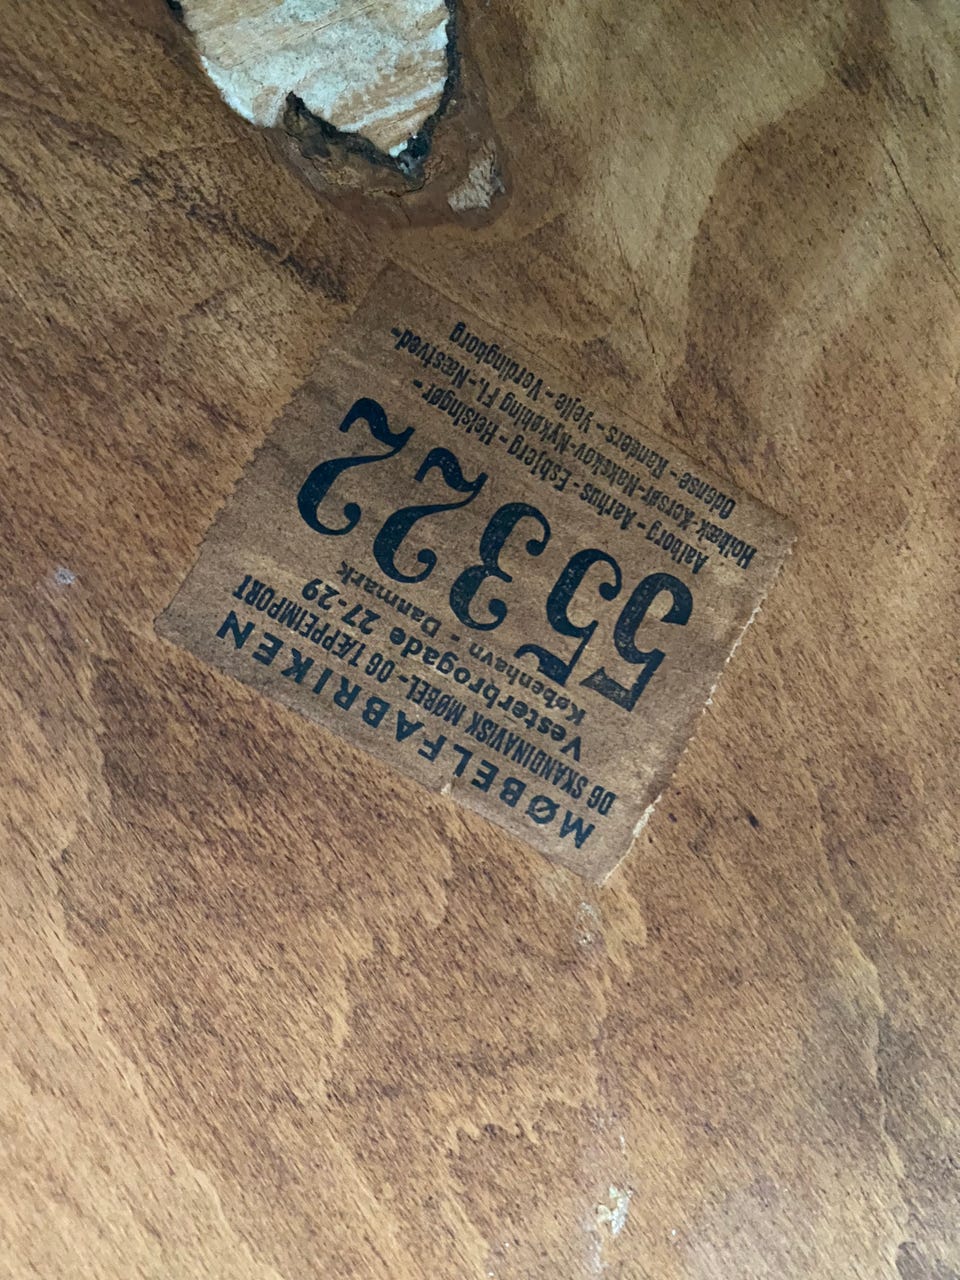 MØBELFABRIKEN
OG SKANDINAVISK MØBEL- OG TÆPPEIMPORT
Vesterbrogade 27-29
København - Danmark
55322
Aalborg - Aarhus - Esbjerg - Helsingør -
Holbæk-Korsør-Nakskov-Nykøbing Fl.-Næstved-
Odense - Randers - Vejle - Vordingborg